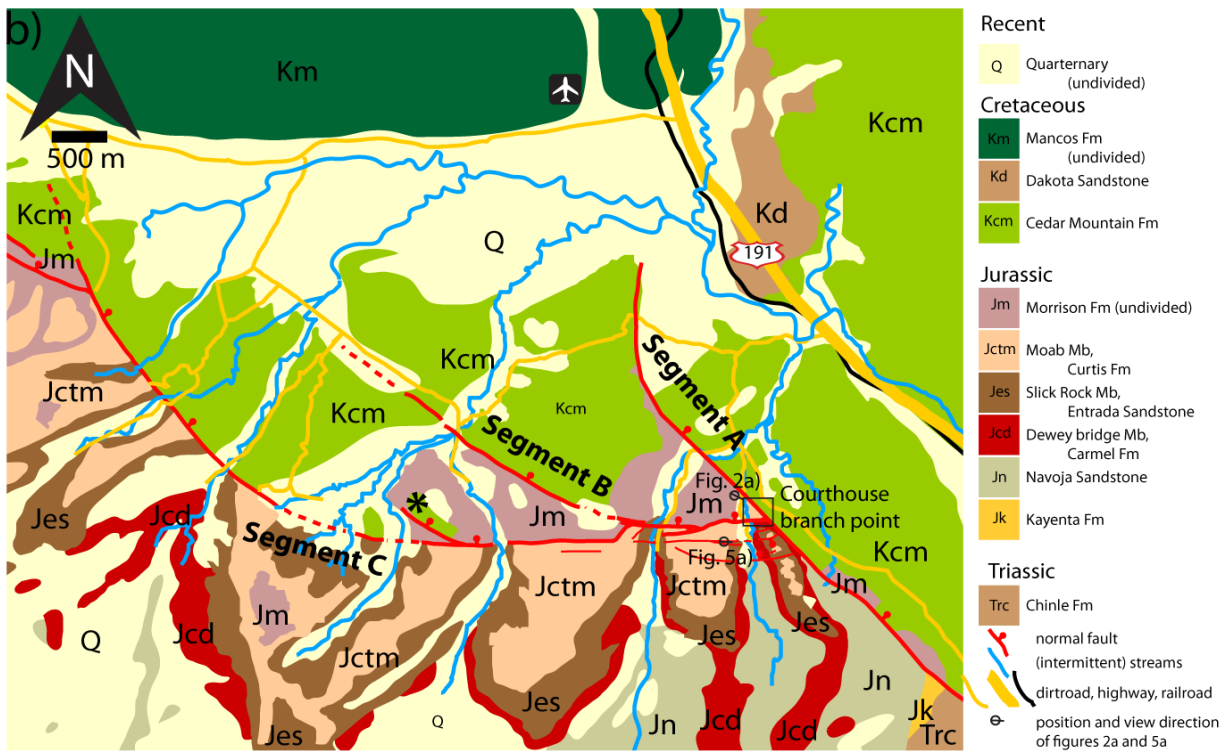 b)
N
500 m
Km
Kcm
Kd
191
Q
Kcm
Jm
Kcm
Kcm
Kcm
Segment A
Segment B
Jctm
Fig. 2a)
Jm
Courthouse
branch point
*
Jm
Jes
Jcd
Segment C
Fig. 5a)
Kcm
Jctm
Jctm
Jm
Jm
Jes
Jes
Q
Jcd
Jctm
Jes
Jn
Jk
Q
Jn
Jcd
Jcd
Jes
Trc
Recent
Q Quaternary
(undivided)
Cretaceous
Km Mancos Fm
(undivided)
Kd Dakota Sandstone
Kcm Cedar Mountain Fm
Jurassic
Jm Morrison Fm (undivided)
Jctm Moab Mb,
Curtis Fm
Jes Slick Rock Mb,
Entrada Sandstone
Jcd Dewey bridge Mb,
Carmel Fm
Jn Navoja Sandstone
Jk Kayenta Fm
Triassic
Trc Chinle Fm
normal fault
(intermittent) streams
dirtroad, highway, railroad
position and view direction
of figures 2a and 5a